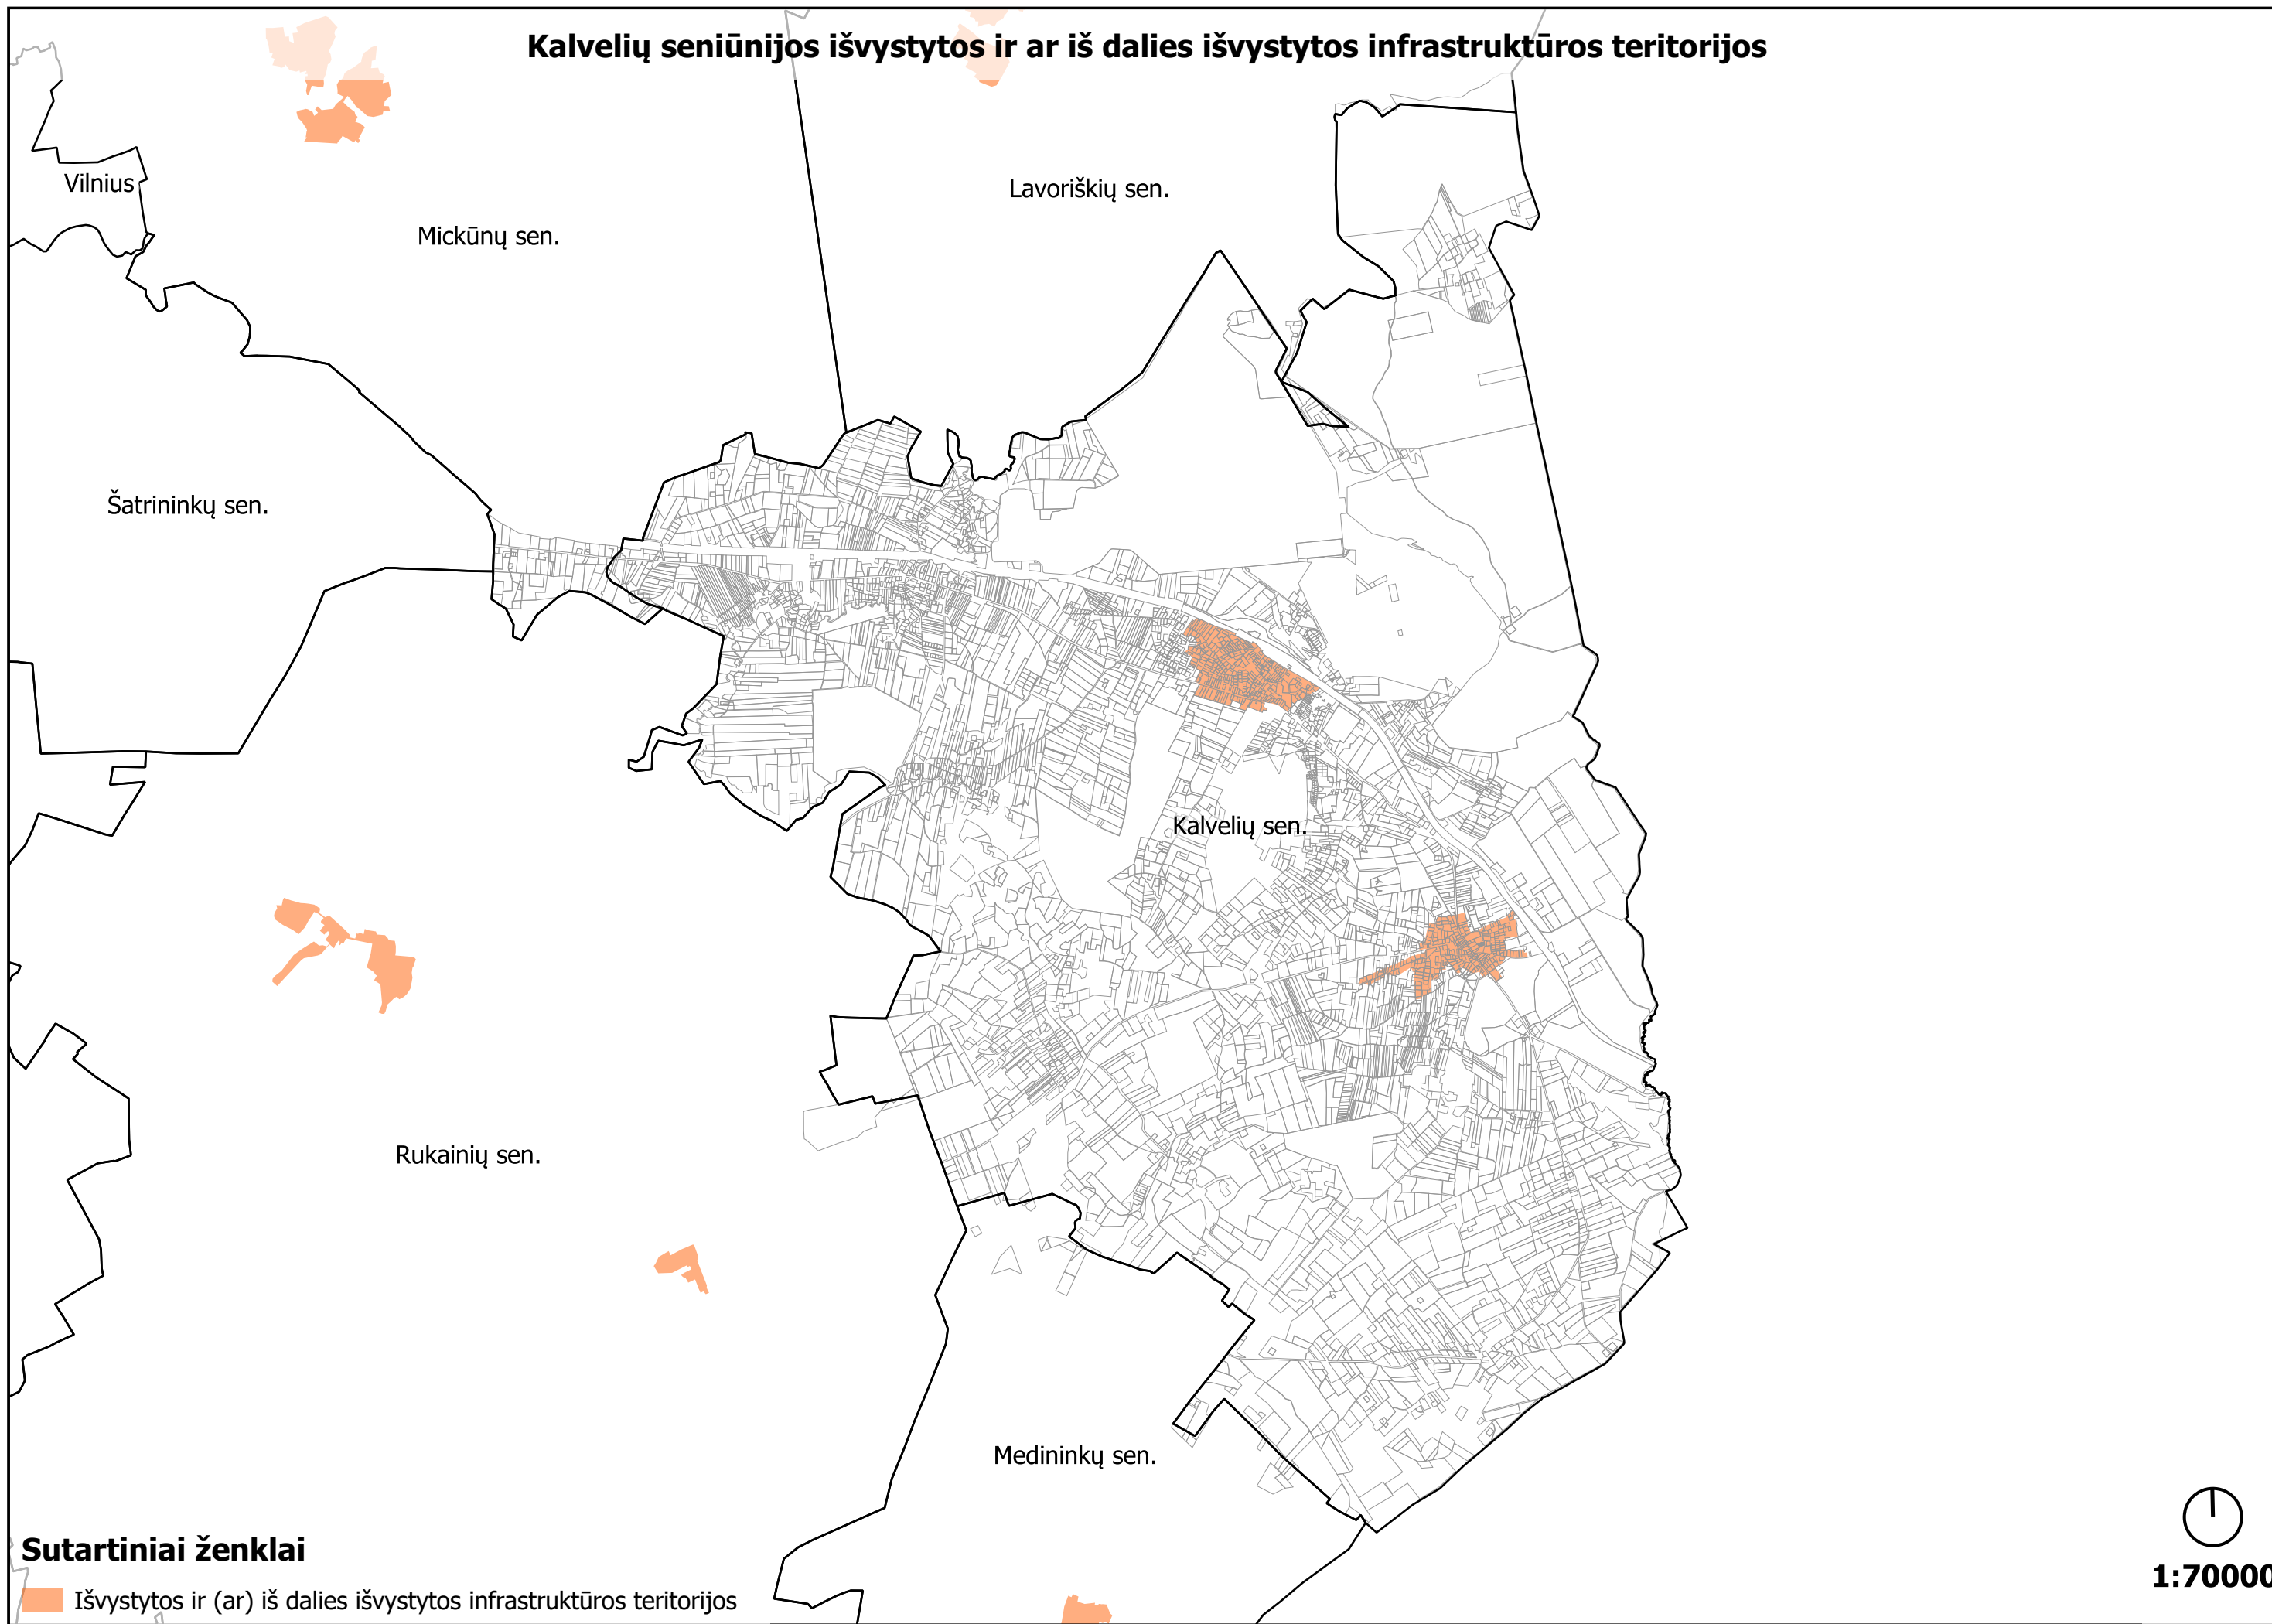 Kalvelių seniūnijos išvystytos ir ar iš dalies išvystytos infrastruktūros teritorijos
Vilnius
Lavoriškių sen.
Mickūnų sen.
Šatrininkų sen.
Kalvelių sen.
Rukainių sen.
Medininkų sen.
Sutartiniai ženklai
Išvystytos ir (ar) iš dalies išvystytos infrastruktūros teritorijos
1:70000